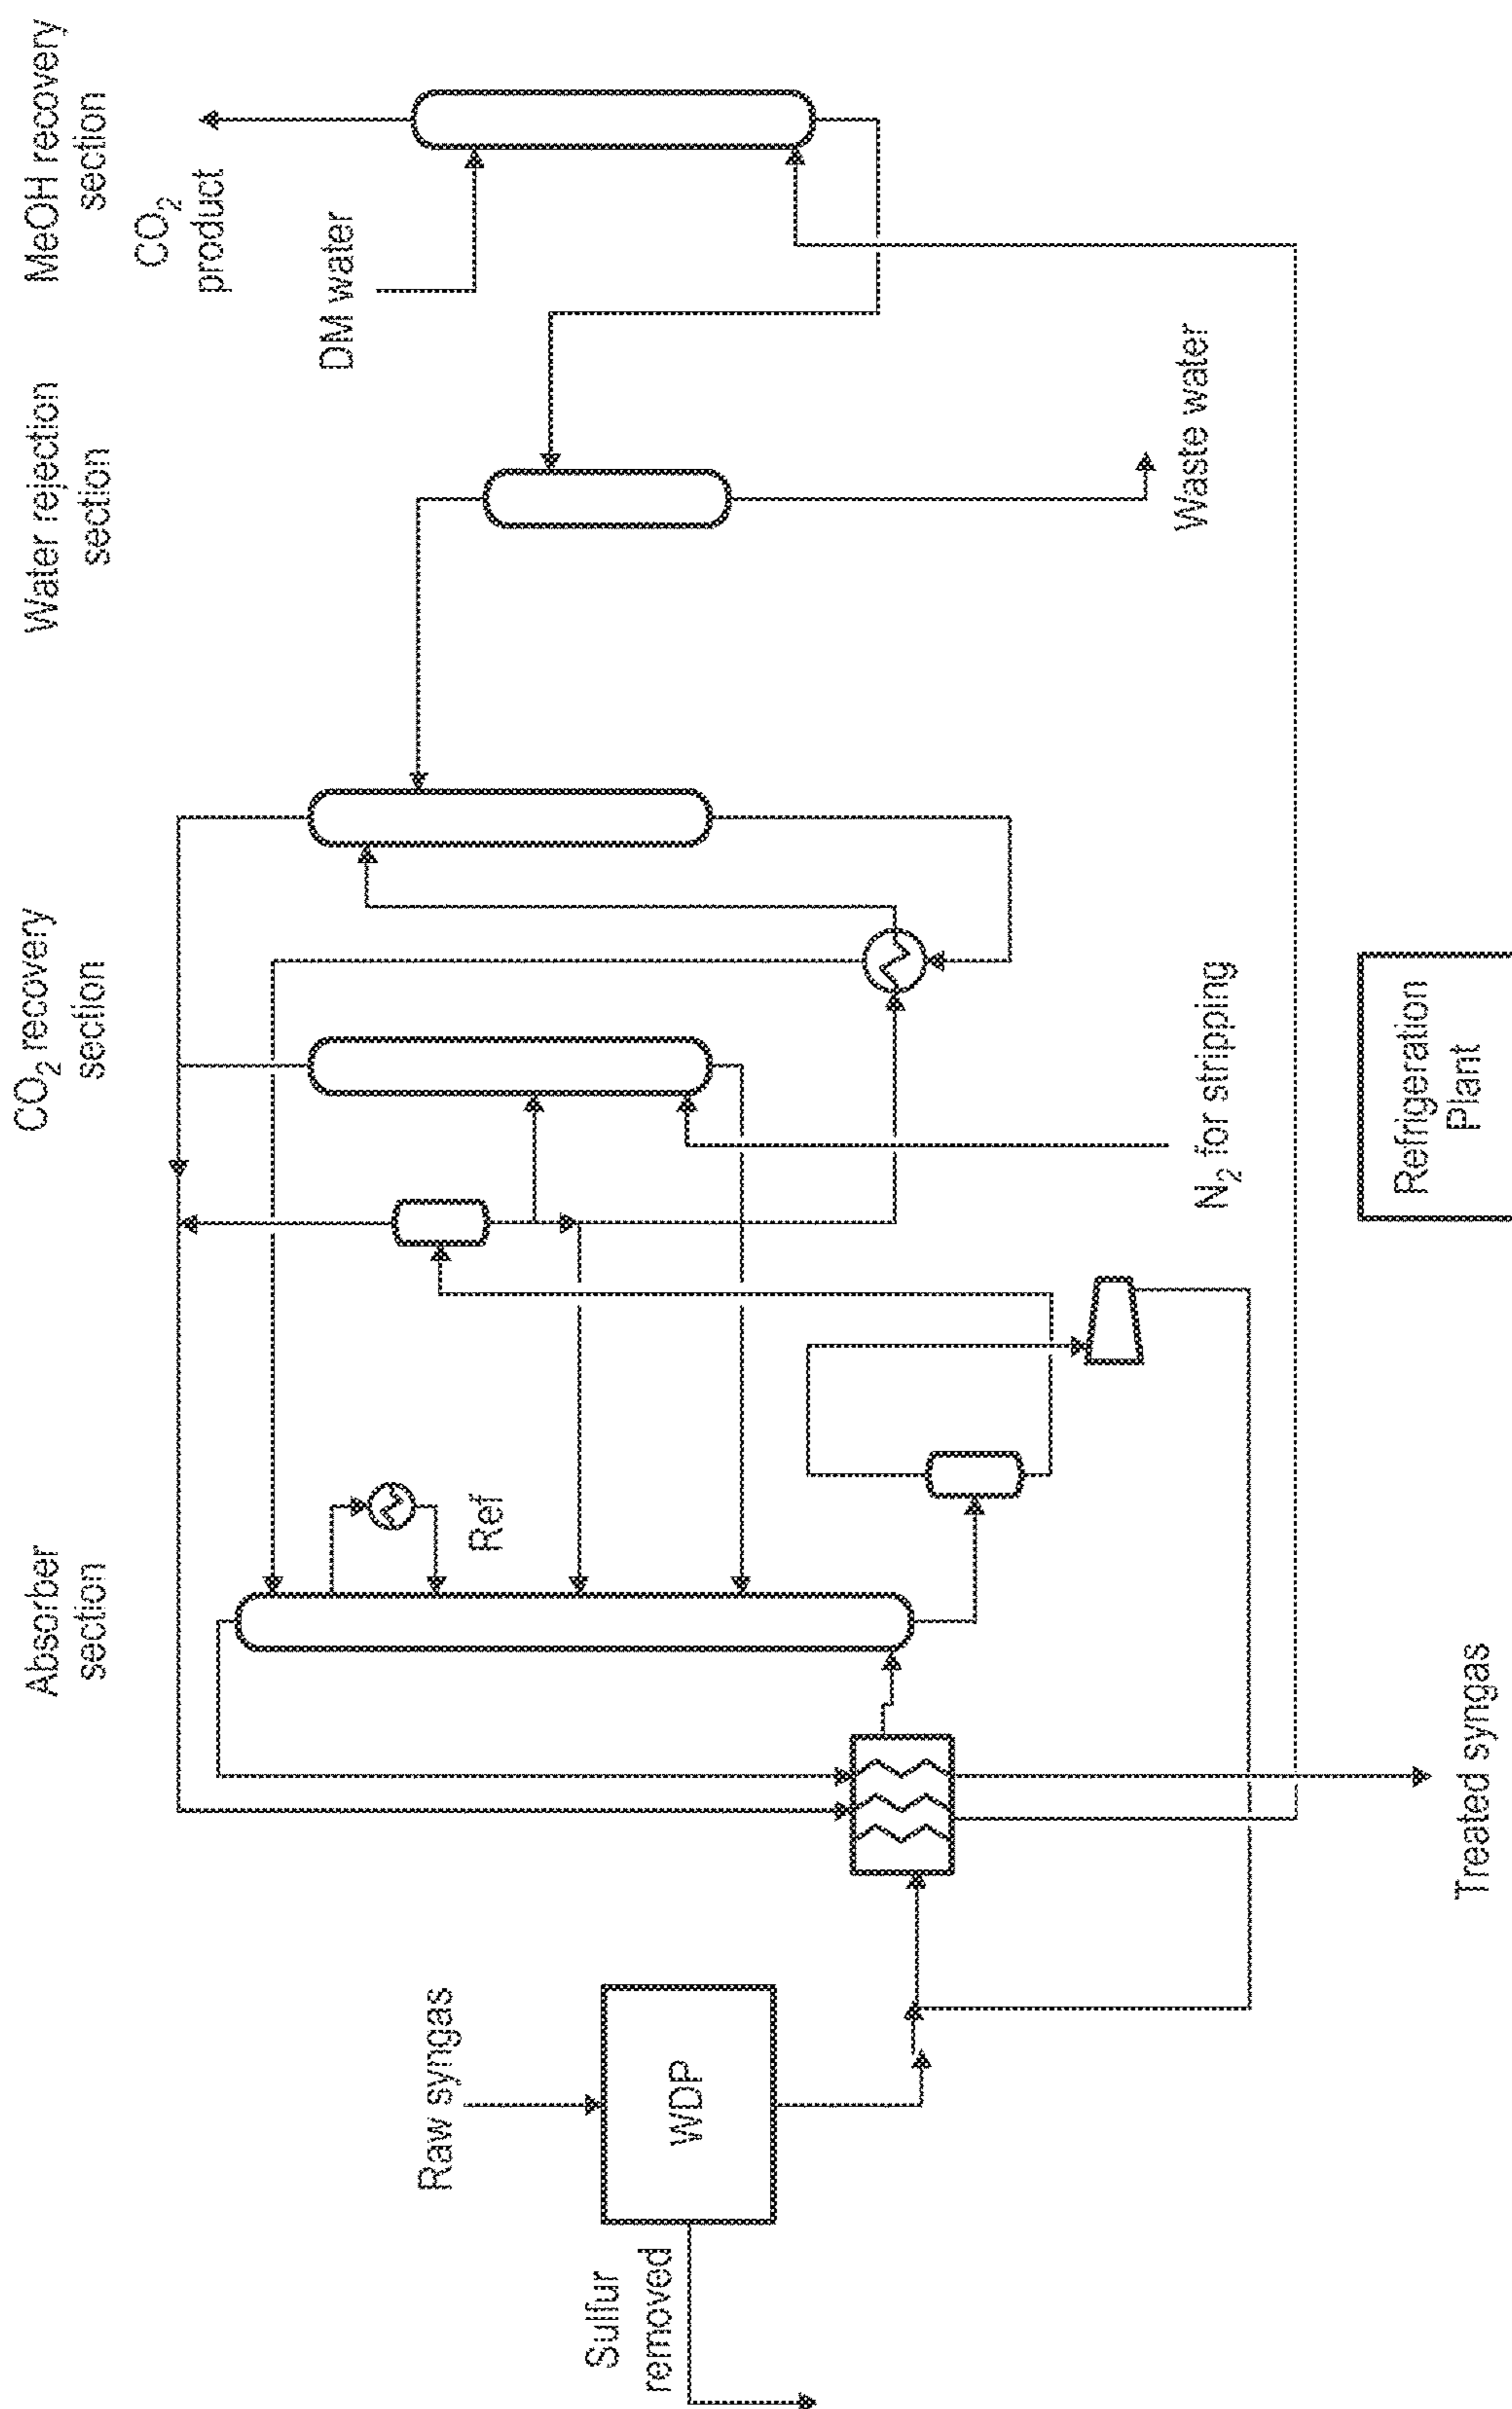 Absorber
section
CO2 recovery
section
Water rejection
section
MeOH recovery
section
CO2
product
DM water
Raw syngas
Ref
Sulfur
removed
WDP
N2 for stripping
Waste water
Refrigeration
Plant
Treated syngas